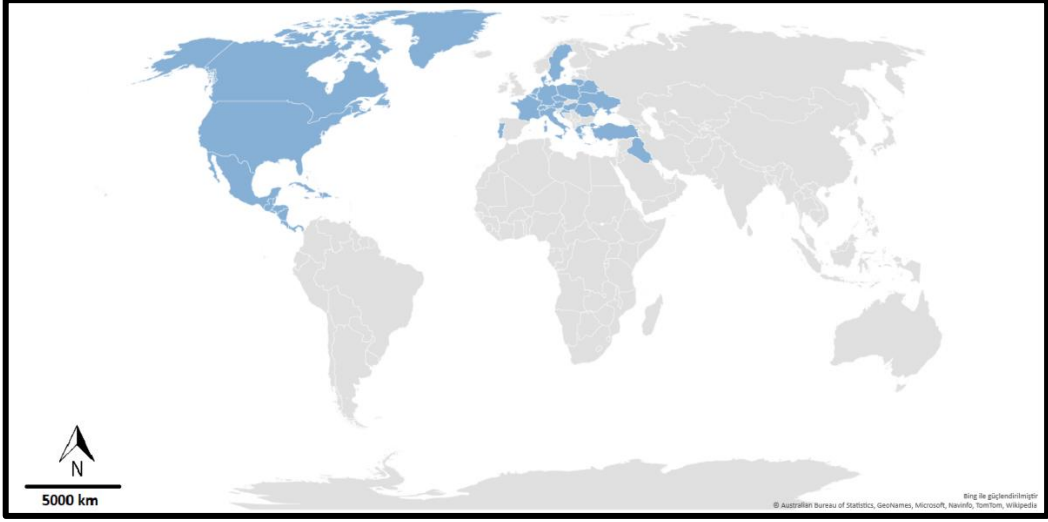 N
5000 km
Bing ile güçlendirilmiştir
© Australian Bureau of Statistics, GeoNames, Microsoft, Navinfo, TomTom, Wikipedia